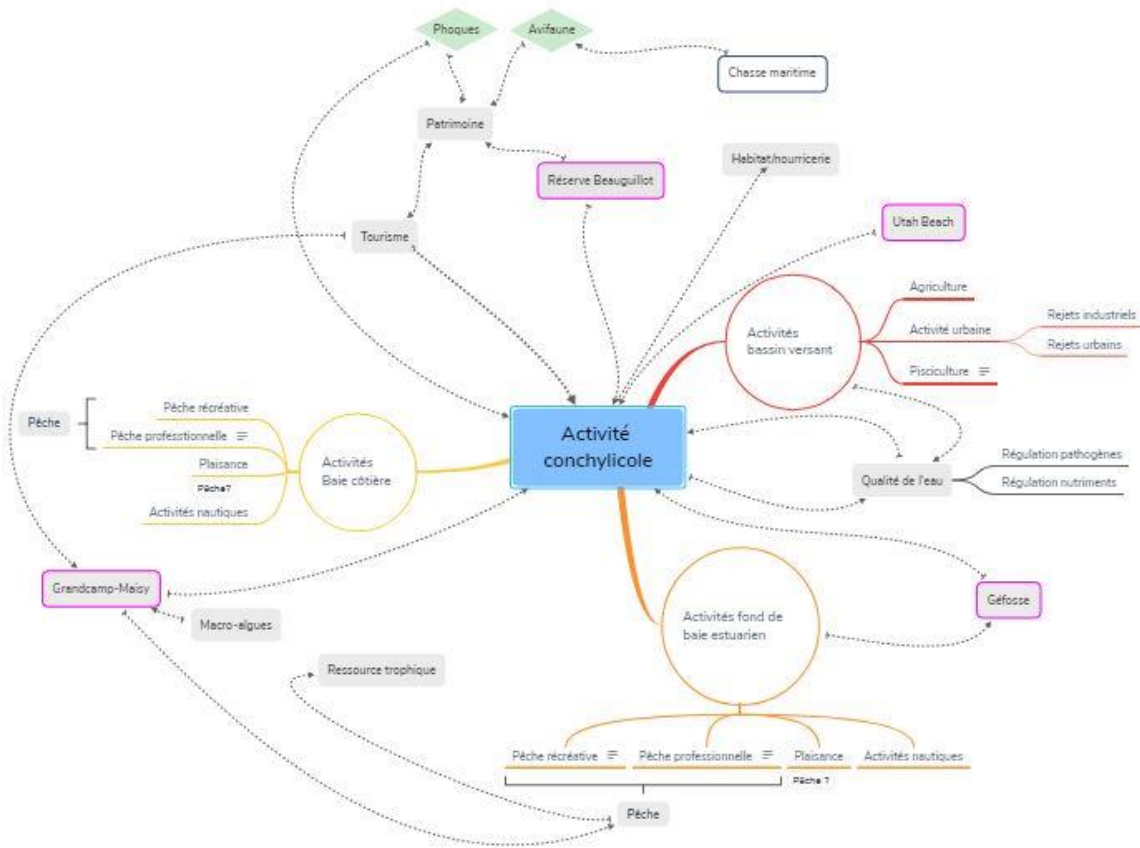 Phoques
Avifaune
Chasse maritime
Patrimoine
Habitat/nourricerie
Réserve Beauguillot
Utah Beach
Tourisme
Activités
bassin versant
Agriculture
Activité urbaine
Rejets industriels
Rejets urbains
Pisciculture
Activité
conchylicole
Pêche
Pêche récréative
Pêche professtionnelle
Plaisance
Pêche?
Activités nautiques
Activités
Baie côtière
Qualité de l'eau
Régulation pathogènes
Régulation nutriments
Grandcamp-Maisy
Macro-algues
Géfosse
Activités fond de
baie estuarien
Ressource trophique
Pêche récréative
Pêche professionnelle
Plaisance
Activités nautiques
Pêche ?
Pêche